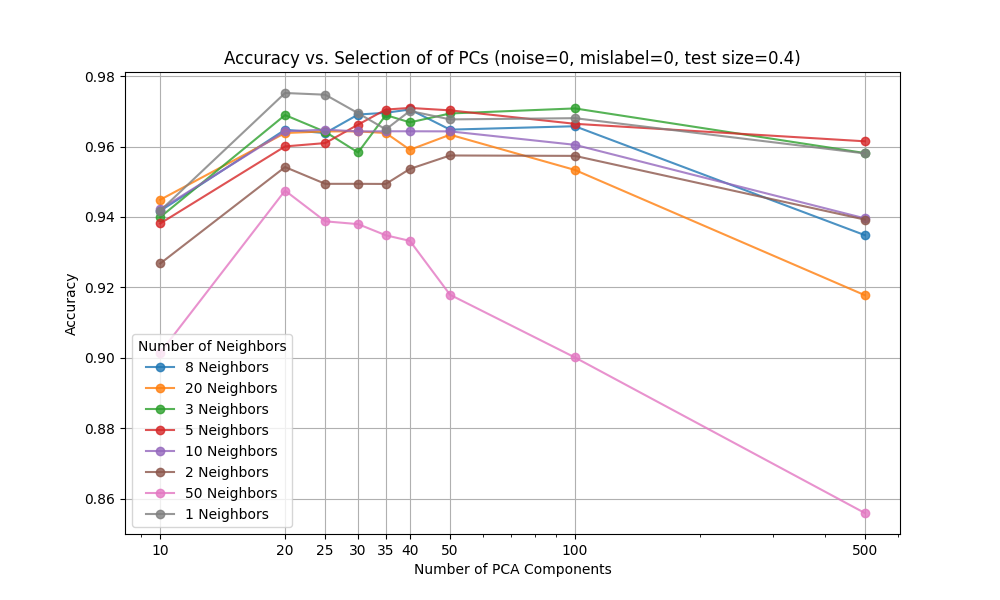 Accuracy vs. Selection of of PCs (noise=0, mislabel=0, test size=0.4)
0.98
0.96
0.94
0.92
0.90
0.88
0.86
Accuracy
Number of Neighbors
8 Neighbors
20 Neighbors
3 Neighbors
5 Neighbors
10 Neighbors
2 Neighbors
50 Neighbors
1 Neighbors
10 20 25 30 35 40 50 100 500
Number of PCA Components